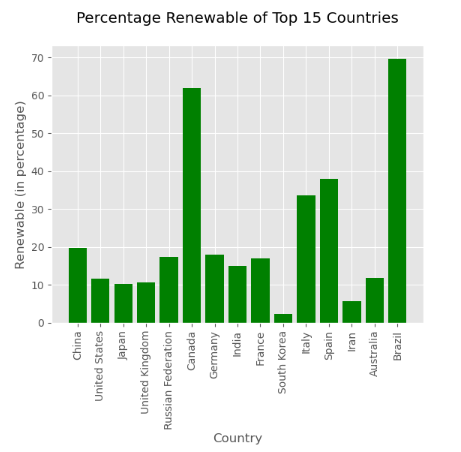 Percentage Renewable of Top 15 Countries
Renewable (in percentage)
70
60
50
40
30
20
10
0
China
United States
Japan
United Kingdom
Russian Federation
Canada
Germany
India
France
South Korea
Italy
Spain
Iran
Australia
Brazil
Country